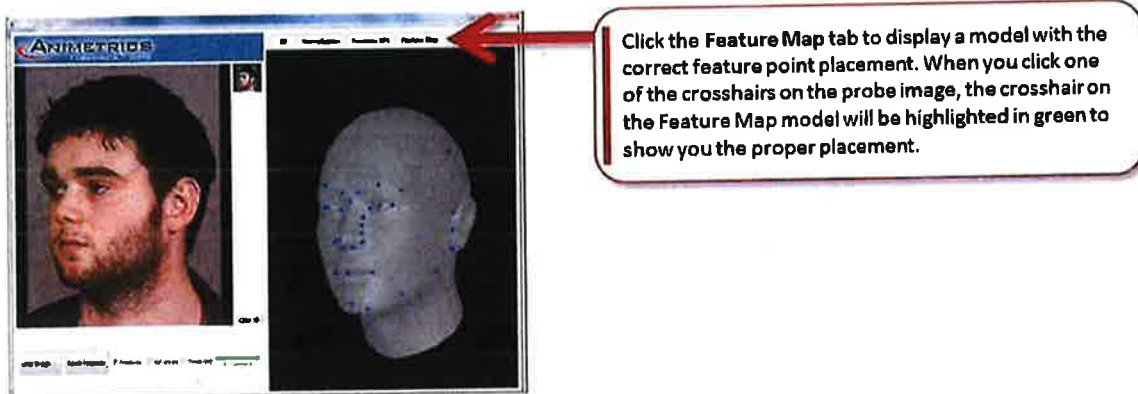 ANIMETRICS
Feature Map
Click the Feature Map tab to display a model with the
correct feature point placement. When you click one
of the crosshairs on the probe image, the crosshair on
the Feature Map model will be highlighted in green to
show you the proper placement.